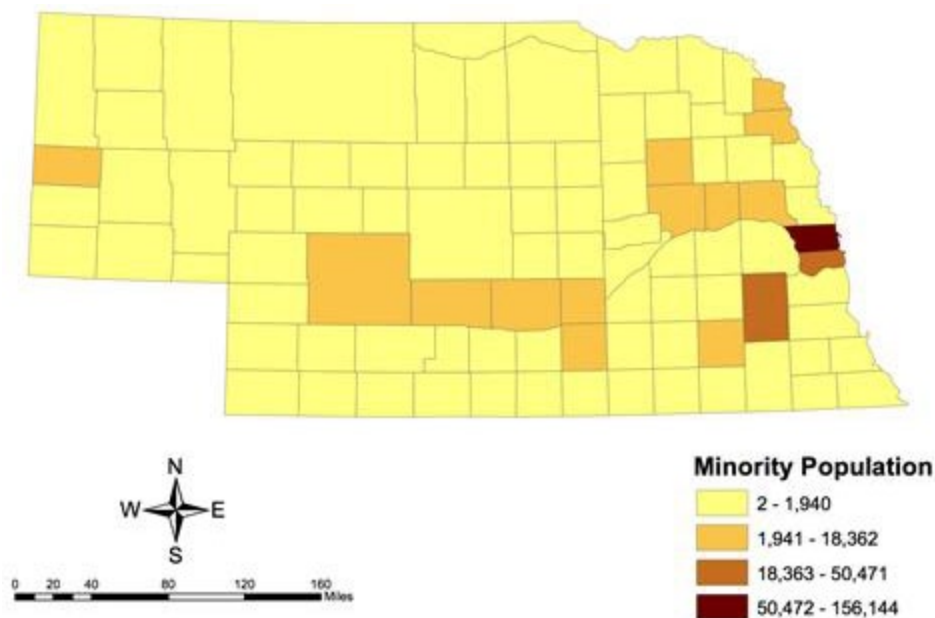 N
W E
S
0 20 40 80 120 160
Miles
Minority Population
2 - 1,940
1,941 - 18,362
18,363 - 50,471
50,472 - 156,144